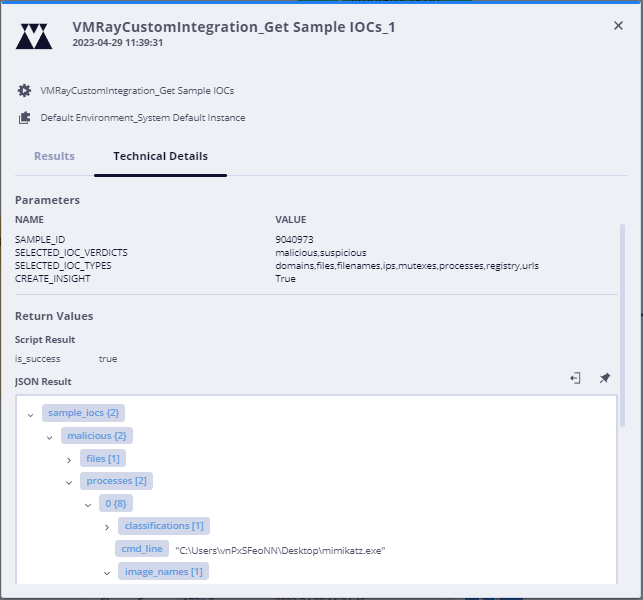 VMRayCustomIntegration_Get Sample IOCs_1
2023-04-29 11:39:31
VMRayCustomIntegration_Get Sample IOCs
Default Environment_System Default Instance
Results Technical Details
Parameters
NAME VALUE
SAMPLE_ID 9040973
SELECTED_IOC_VERDICTS malicious,suspicious
SELECTED_IOC_TYPES domains,files,filenames,ips,mutexes,processes,registry,urls
CREATE_INSIGHT True
Return Values
Script Result
is_success true
JSON Result
sample_iocs {2}
malicious {2}
files [1]
processes [2]
0 {8}
classifications [1]
cmd_line "C:\Users\vnPxSFeoNN\Desktop\mimikatz.exe"
image_names [1]